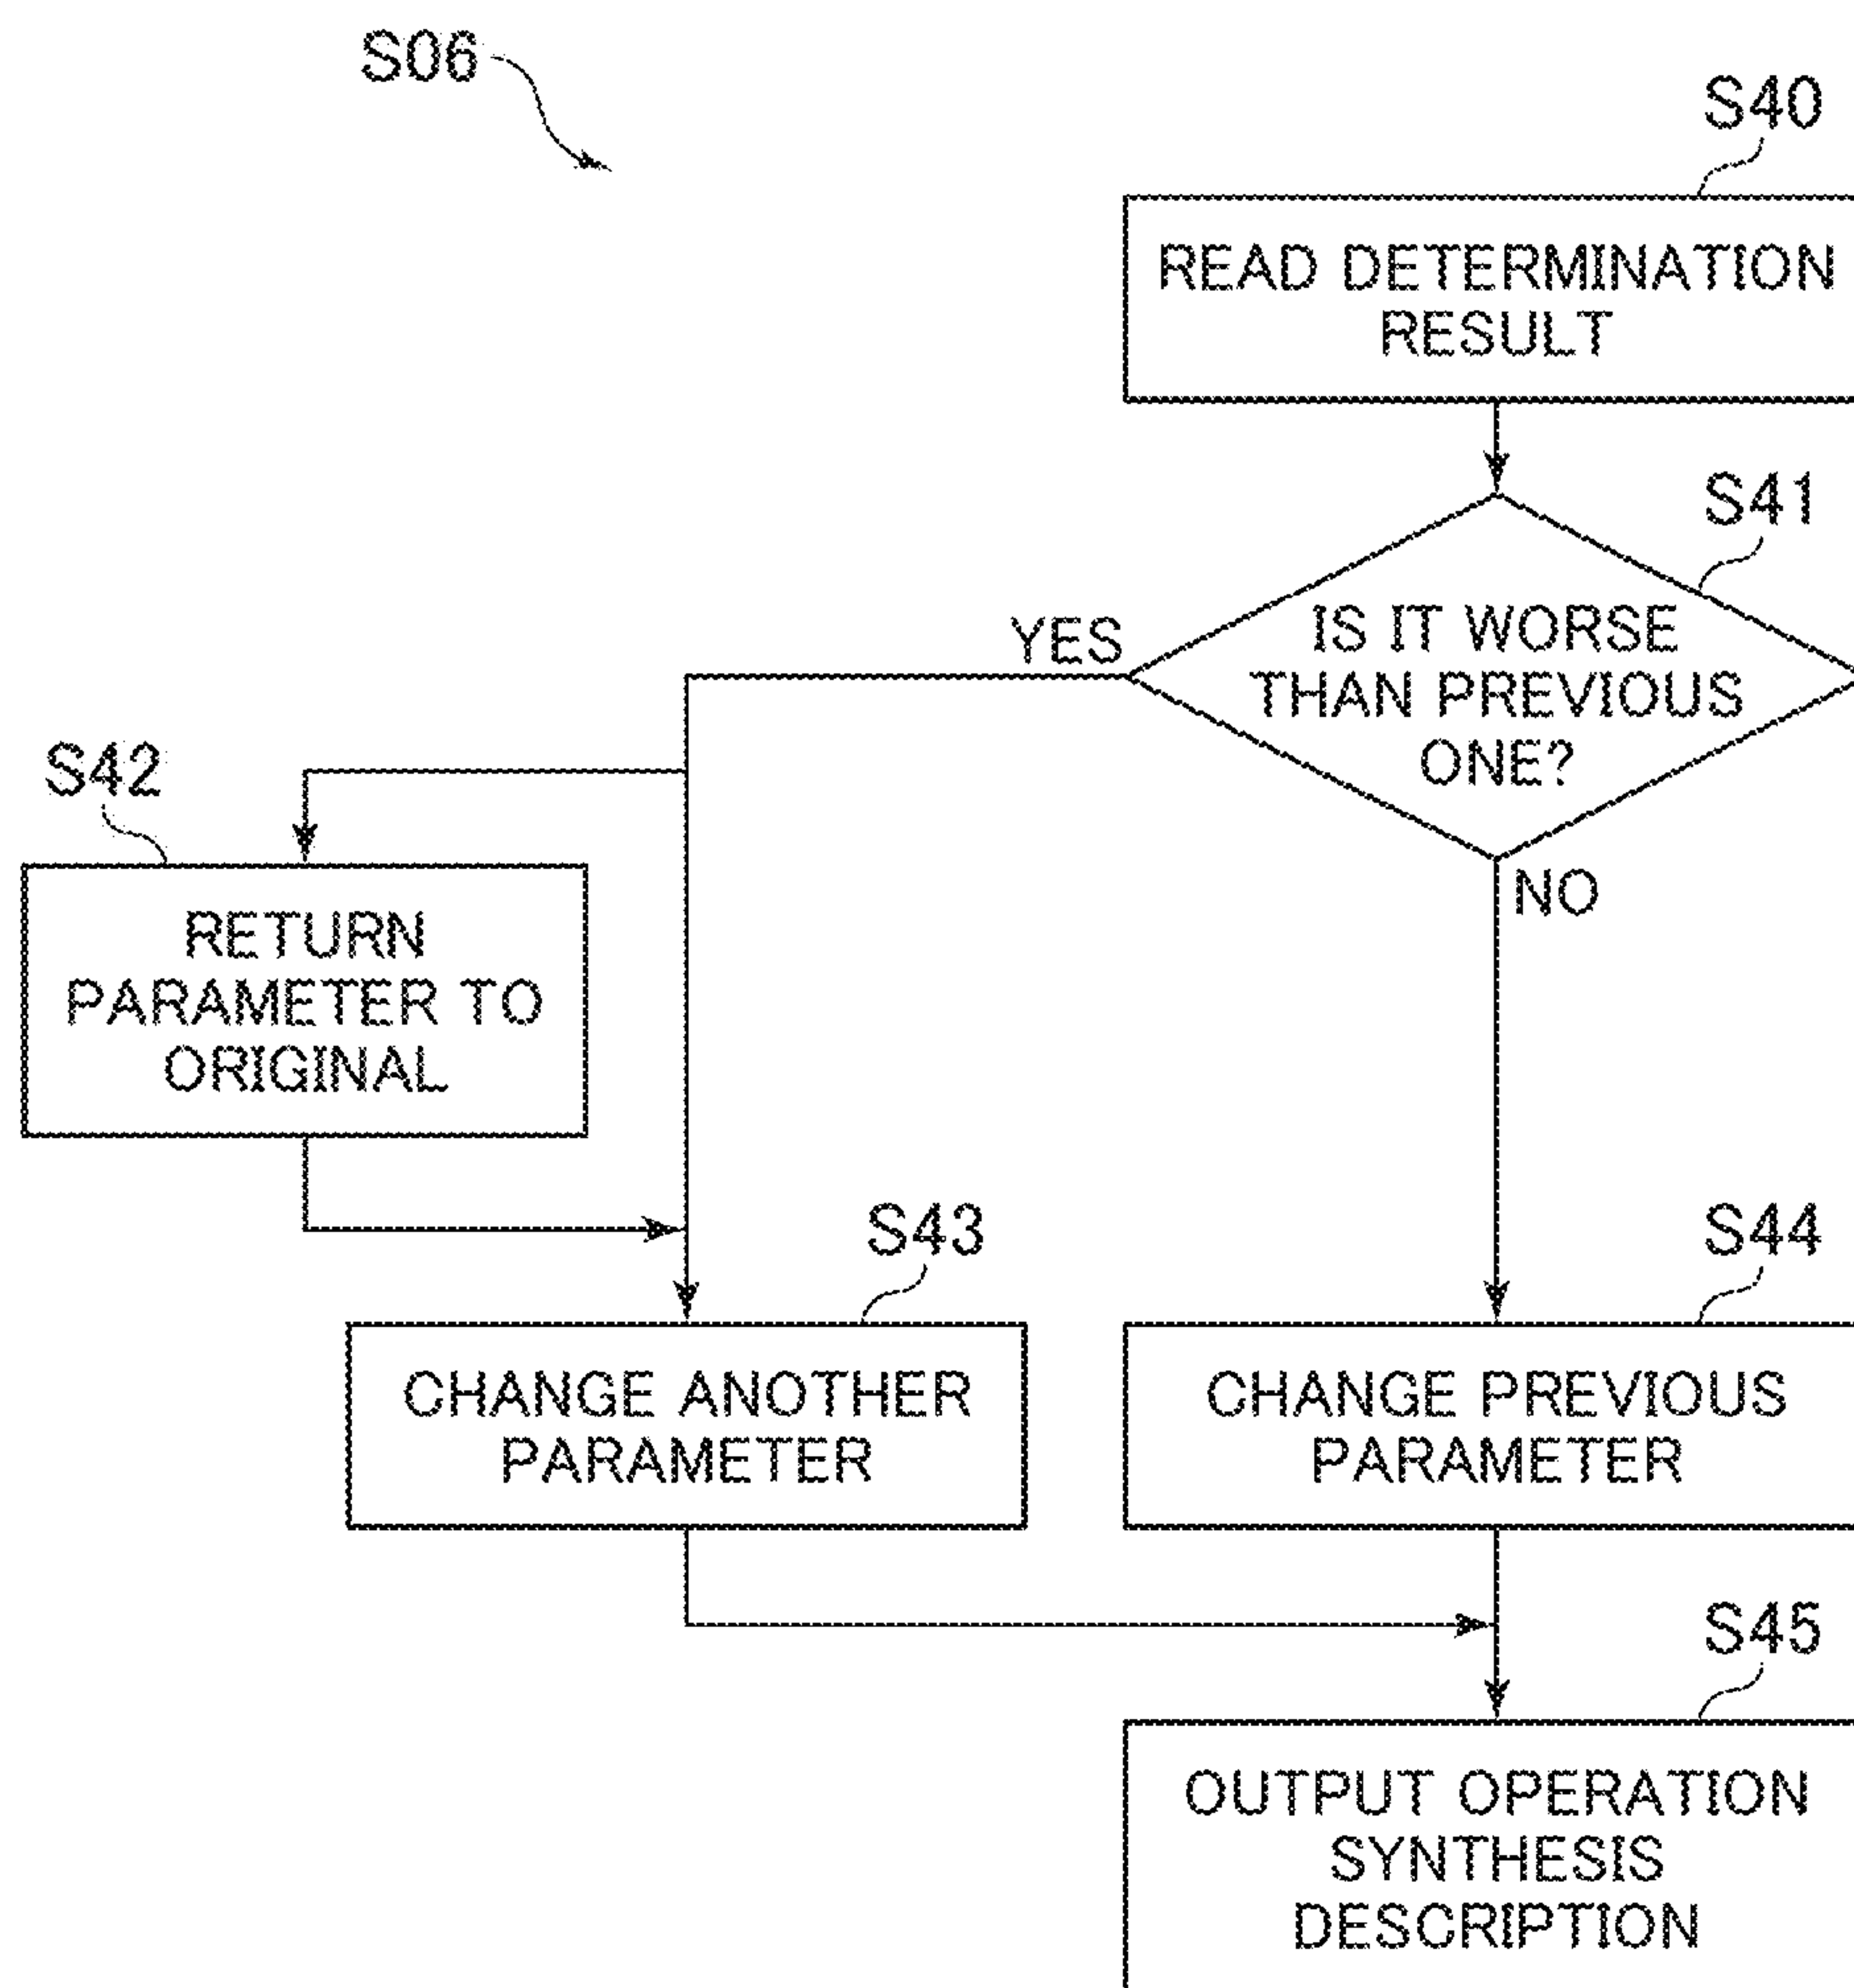 S06
S40
READ DETERMINATION
RESULT
S41
IS IT WORSE
THAN PREVIOUS
ONE?
YES
NO
S42
RETURN
PARAMETER TO
ORIGINAL
S43
CHANGE ANOTHER
PARAMETER
S44
CHANGE PREVIOUS
PARAMETER
S45
OUTPUT OPERATION
SYNTHESIS
DESCRIPTION